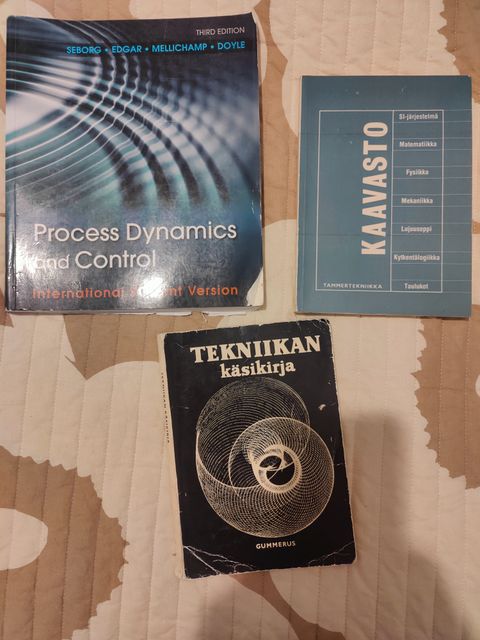 THIRD EDITION
SEBORG • EDGAR • MELLICHAMP • DOYLE
Process Dynamics
and Control
International Student Version
KAAVASTO
SI-järjestelmä
Matematiikka
Fysiikka
Mekaniikka
Lujuusoppi
Kytkentälogiikka
Taulukot
TAMMERTEKNIIKKA
TEKNIIKAN
käsikirja
GUMMERUS